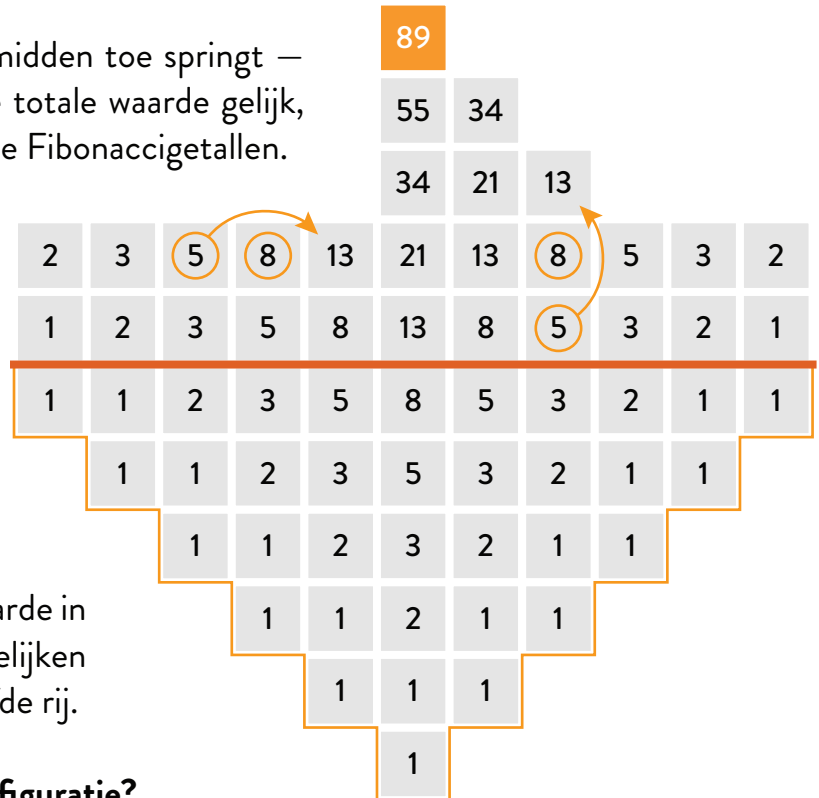 midden toe springt –
totale waarde gelijk,
e Fibonaccigetallen.
89
55 34
34 21 13
2 3 5 8 13 21 13 8 5 3 2
1 2 3 5 8 13 8 5 3 2 1
1 1 2 3 5 8 5 3 2 1 1
1 1 2 3 5 3 2 1 1
1 1 2 3 2 1 1
1 1 2 1 1
1 1 1
1
arde in
elijken
de rij.
figuratie?